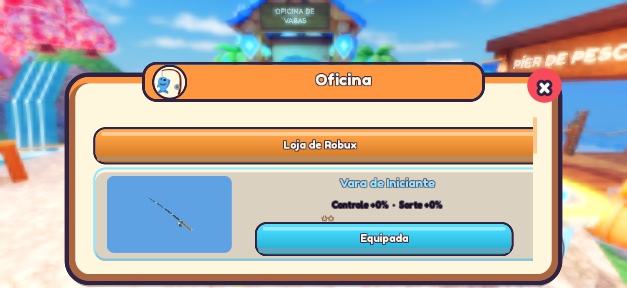 OFICINA DE
VARAS
PÍER DE PESC
Oficina
Loja de Robux
Vara de Iniciante
Controle +0% · Sorte +0%
Equipada